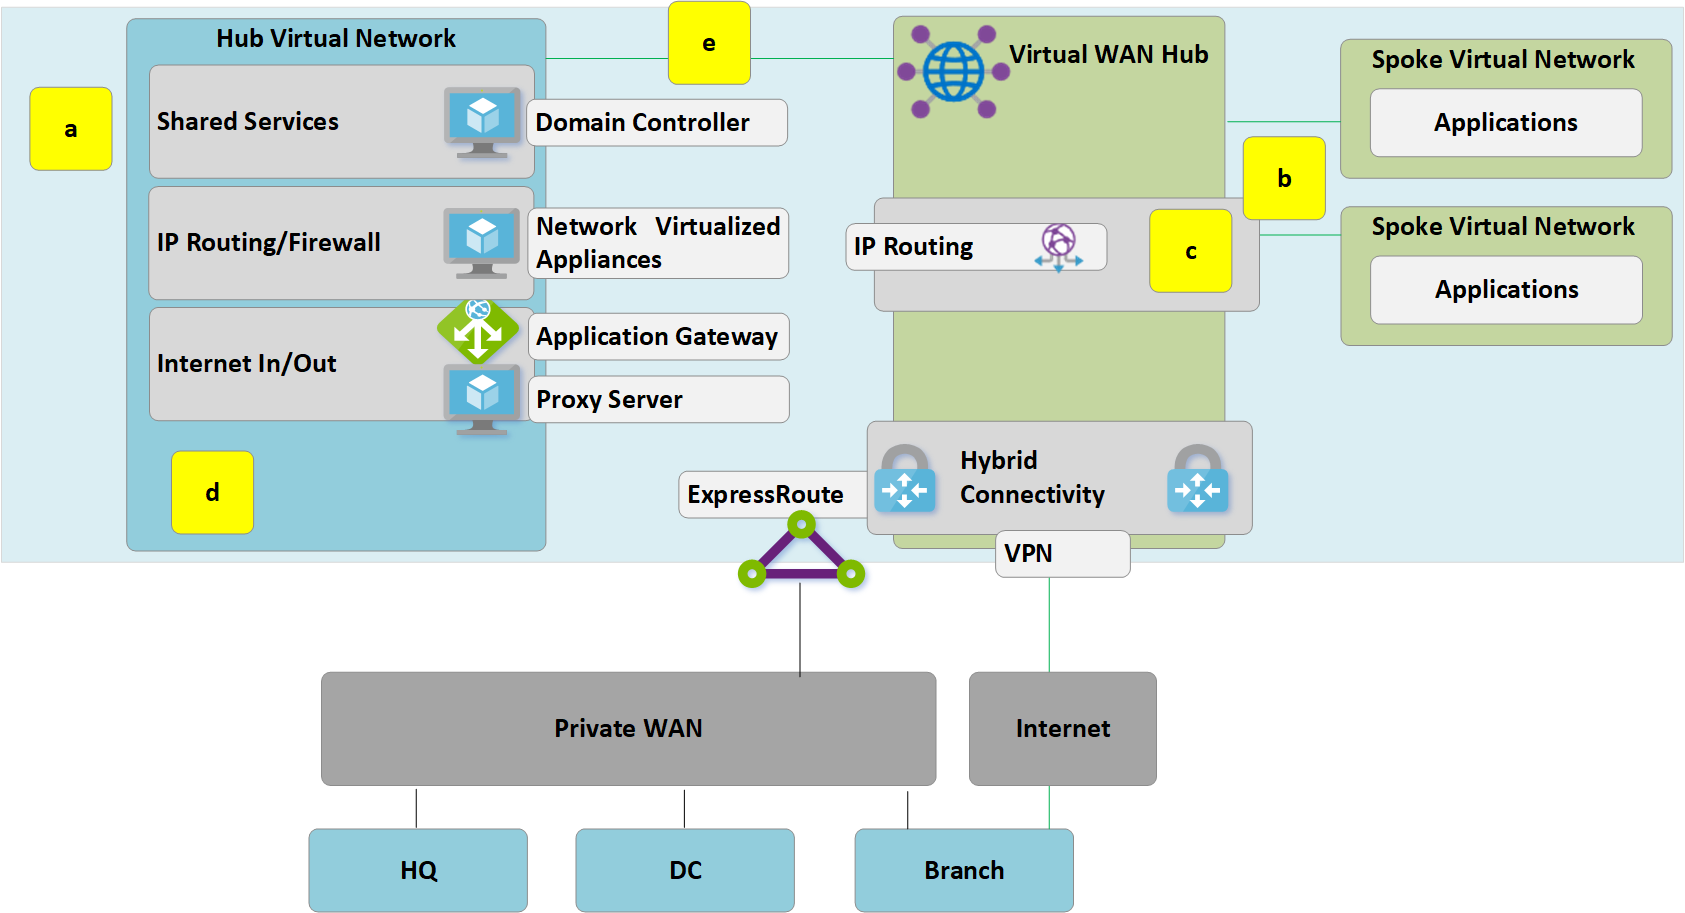 a
Hub Virtual Network
Shared Services
Domain Controller
IP Routing/Firewall
Network Virtualized
Appliances
Internet In/Out
Application Gateway
Proxy Server
d
e
Virtual WAN Hub
IP Routing
c
b
Spoke Virtual Network
Applications
Spoke Virtual Network
Applications
ExpressRoute
Hybrid
Connectivity
VPN
Private WAN
Internet
HQ
DC
Branch